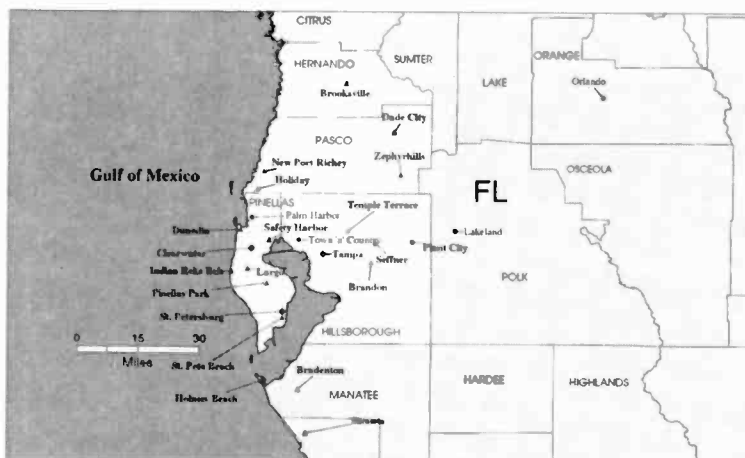 CITRUS
HERNANDO
SUMTER
ORANGE
LAKE
Brooksville
Orlando
Dade City
PASCO
Zephyrhills
OSCEOLA
New Port Richey
Gulf of Mexico
Holiday
FL
PINELLAS
Temple Terrace
Palm Harbor
Dunedin
Safety Harbor
Town 'n' Country
Lakeland
Plant City
Clearwater
Tampa
Seffner
Indian Rcks Bch
Largo
Brandon
POLK
Pinellas Park
St. Petersburg
HILLSBOROUGH
0 15 30
Miles
St. Pete Beach
Bradenton
HARDEE
HIGHLANDS
MANATEE
Holmes Beach